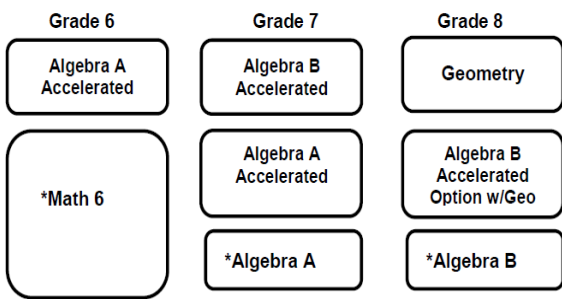 Grade 6 Grade 7 Grade 8
Algebra A
Accelerated
Algebra B
Accelerated
Geometry
*Math 6
Algebra A
Accelerated
Algebra B
Accelerated
Option w/Geo
*Algebra A
*Algebra B